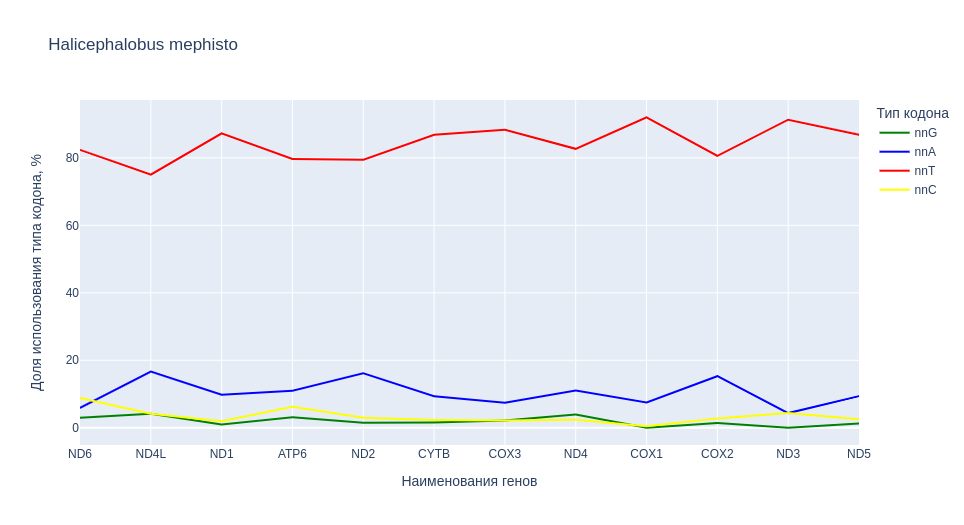 Halicephalobus mephisto
Тип кодона
nnG
nnA
nnT
nnC
Доля использования типа кодона, %
80
60
40
20
0
ND6 ND4L ND1 ATP6 ND2 CYTB COX3 ND4 COX1 COX2 ND3 ND5
Наименования генов